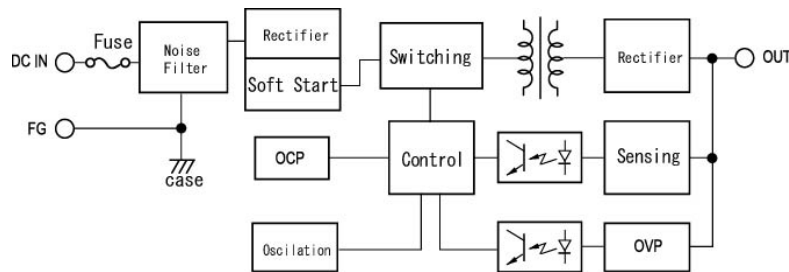 DC IN
Fuse
Noise
Filter
Rectifier
Soft Start
Switching
Rectifier
OUT
FG
case
OCP
Control
Sensing
Oscilation
OVP